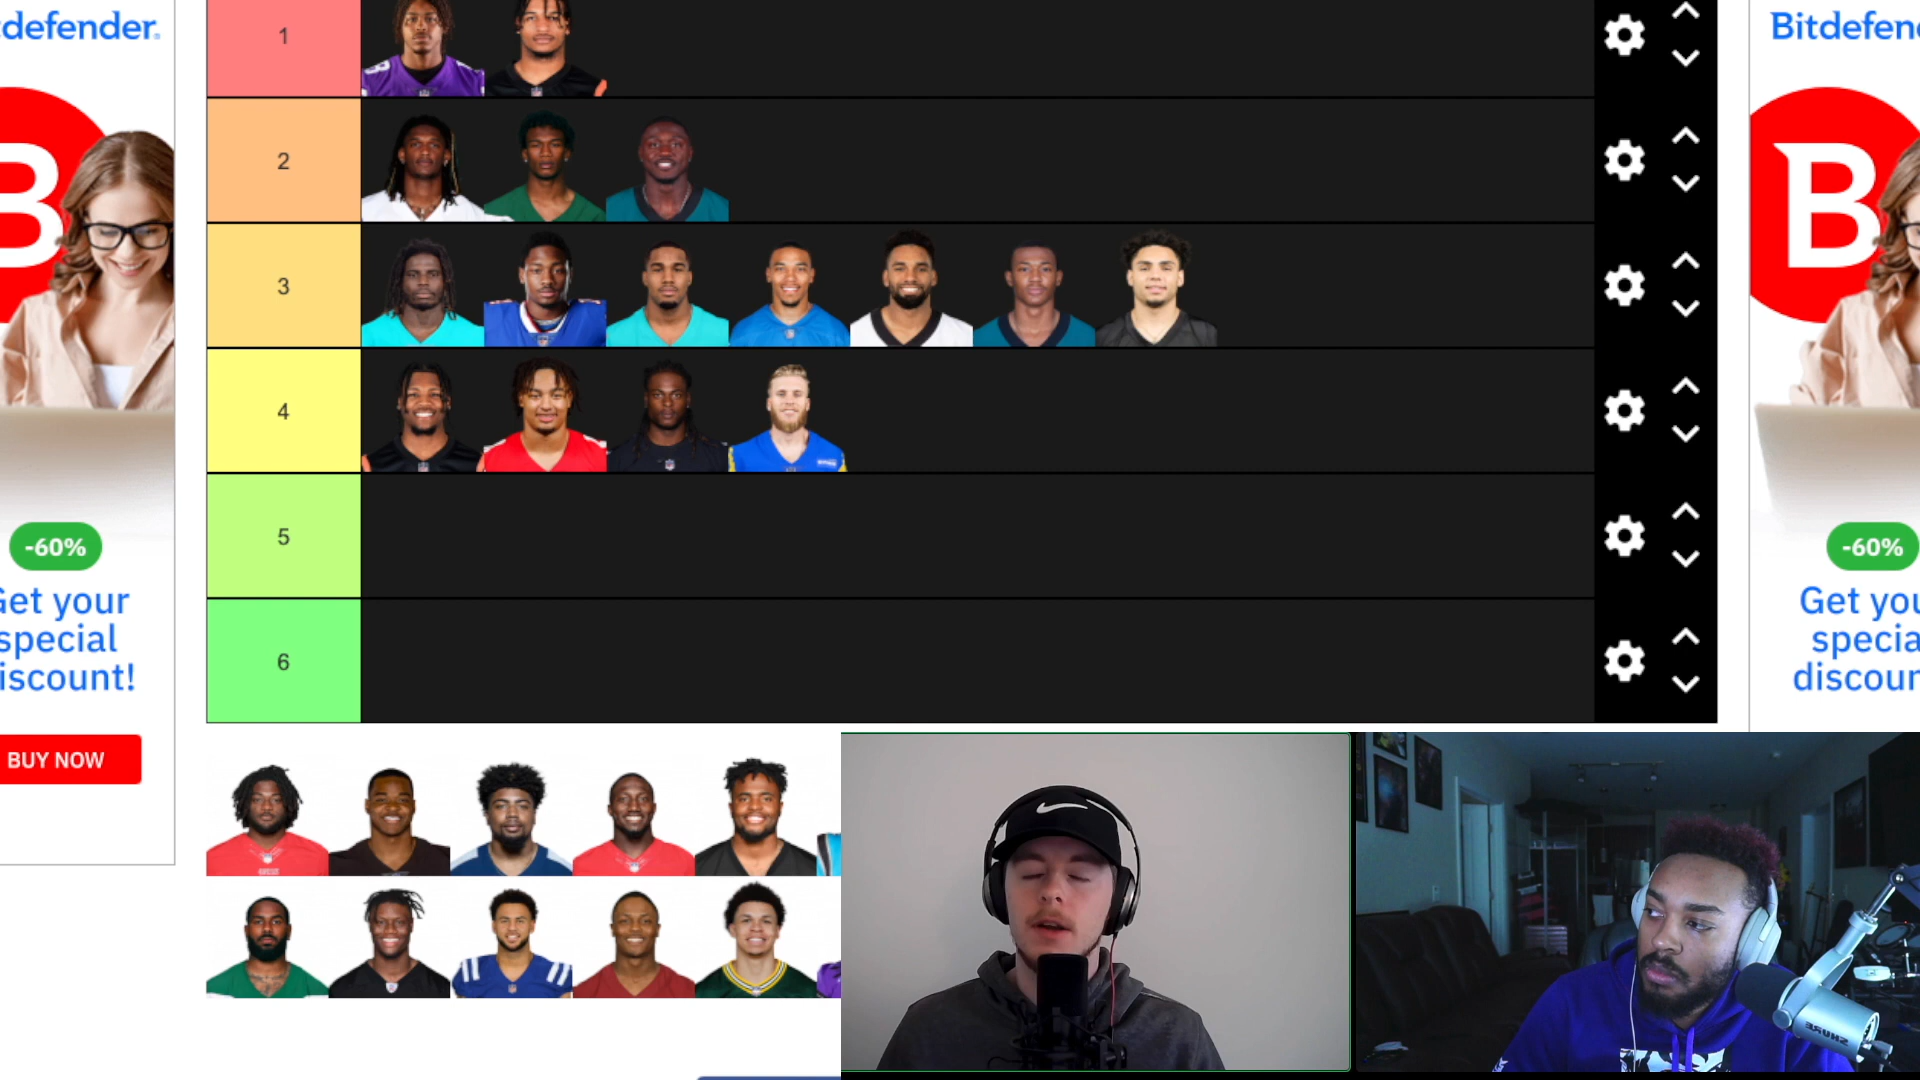 defender.
B
-60%
Get your
special
discount!
BUY NOW
1
2
3
4
5
6
Bitdefen
B
-60%
Get you
specia
discour
SHURE